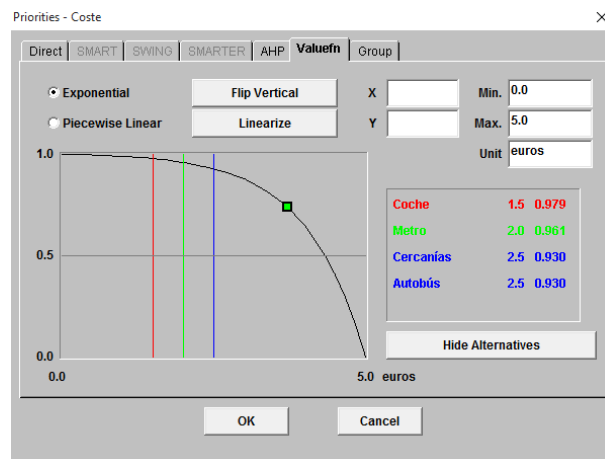 Priorities - Coste
Direct SMART SWING SMARTER AHP Valuefn Group
Exponential Flip Vertical X Min. 0.0
Piecewise Linear Linearize Y Max. 5.0
Unit euros
1.0
Coche 1.5 0.979
Metro 2.0 0.961
0.5
Cercanías 2.5 0.930
Autobús 2.5 0.930
Hide Alternatives
0.0
0.0 5.0 euros
OK Cancel